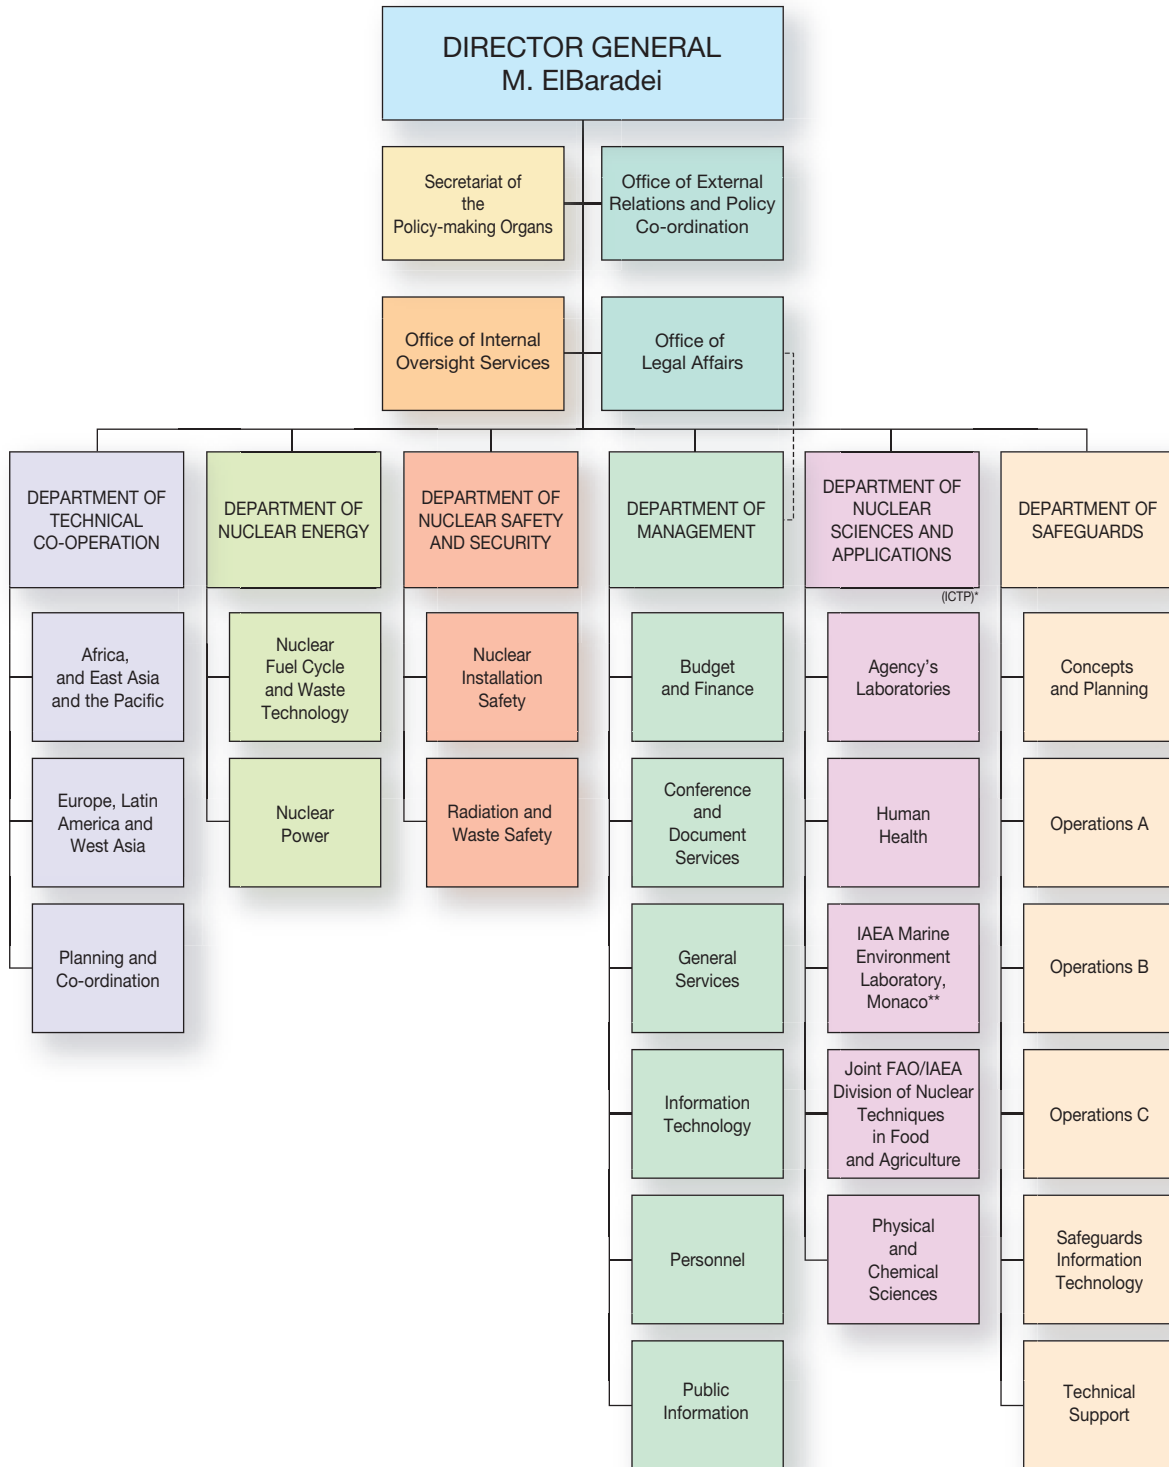 DIRECTOR GENERAL
M. ElBaradei
Secretariat of
the
Policy-making Organs
Office of External
Relations and Policy
Co-ordination
Office of Internal
Oversight Services
Office of
Legal Affairs
DEPARTMENT OF
TECHNICAL
CO-OPERATION
DEPARTMENT OF
NUCLEAR ENERGY
DEPARTMENT OF
NUCLEAR SAFETY
AND SECURITY
DEPARTMENT OF
MANAGEMENT
DEPARTMENT OF
NUCLEAR
SCIENCES AND
APPLICATIONS
(ICTP)*
DEPARTMENT OF
SAFEGUARDS
Africa,
and East Asia
and the Pacific
Europe, Latin
America and
West Asia
Planning and
Co-ordination
Nuclear
Fuel Cycle
and Waste
Technology
Nuclear
Power
Nuclear
Installation
Safety
Radiation and
Waste Safety
Budget
and Finance
Conference
and
Document
Services
General
Services
Information
Technology
Personnel
Public
Information
Agency's
Laboratories
Human
Health
IAEA Marine
Environment
Laboratory,
Monaco**
Joint FAO/IAEA
Division of Nuclear
Techniques
in Food
and Agriculture
Physical
and
Chemical
Sciences
Concepts
and Planning
Operations A
Operations B
Operations C
Safeguards
Information
Technology
Technical
Support